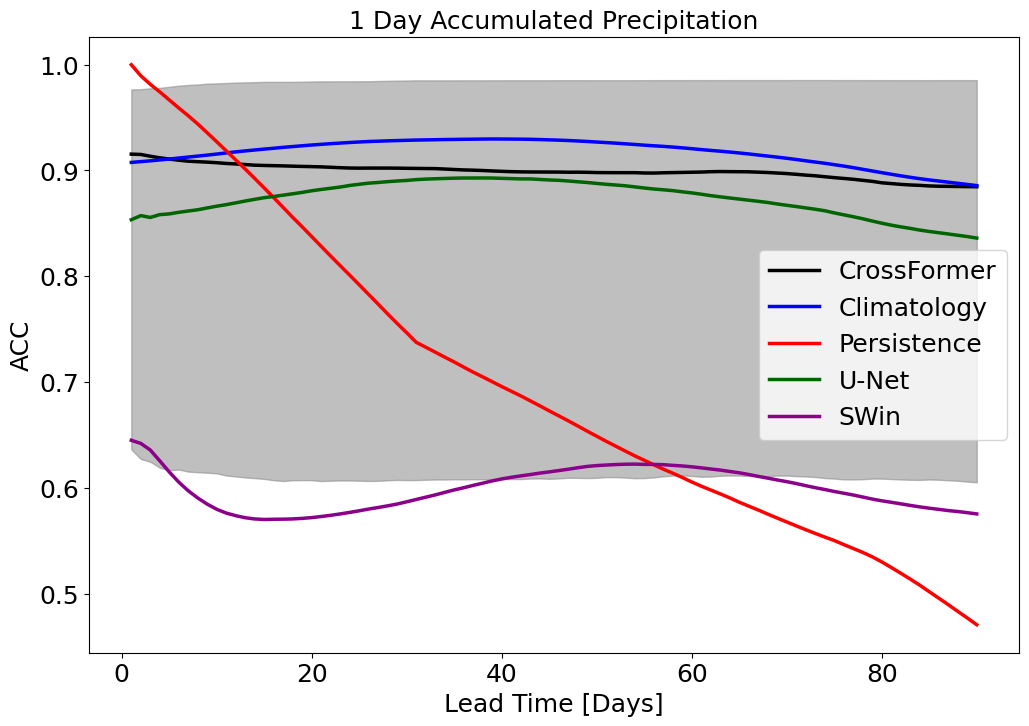 1 Day Accumulated Precipitation
1.0
0.9
0.8
0.7
0.6
0.5
ACC
CrossFormer
Climatology
Persistence
U-Net
SWin
0
20
40
60
80
Lead Time [Days]